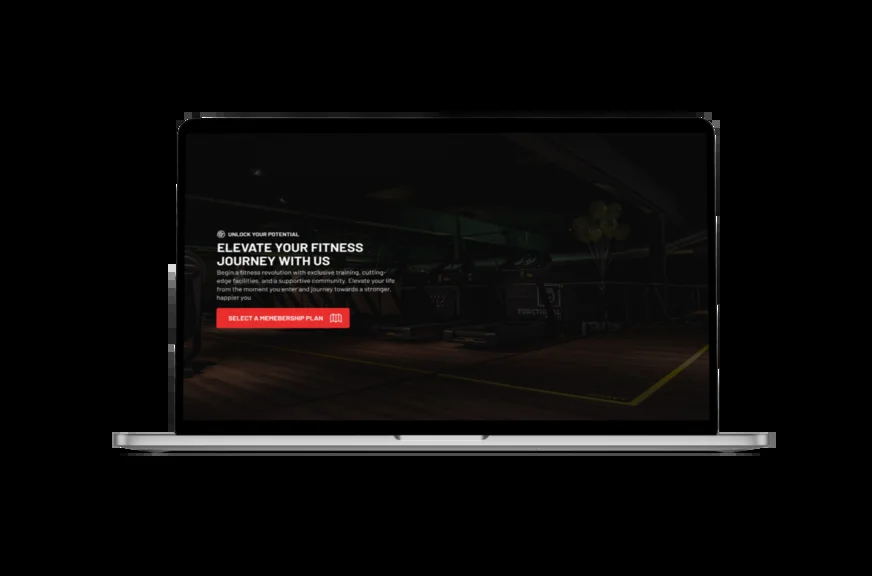 UNLOCK YOUR POTENTIAL
ELEVATE YOUR FITNESS
JOURNEY WITH US
Begin a fitness revolution with exclusive training, cutting-
edge facilities, and a supportive community. Elevate your life
from the moment you enter and journey towards a stronger,
happier you
SELECT A MEMEBERSHIP PLAN